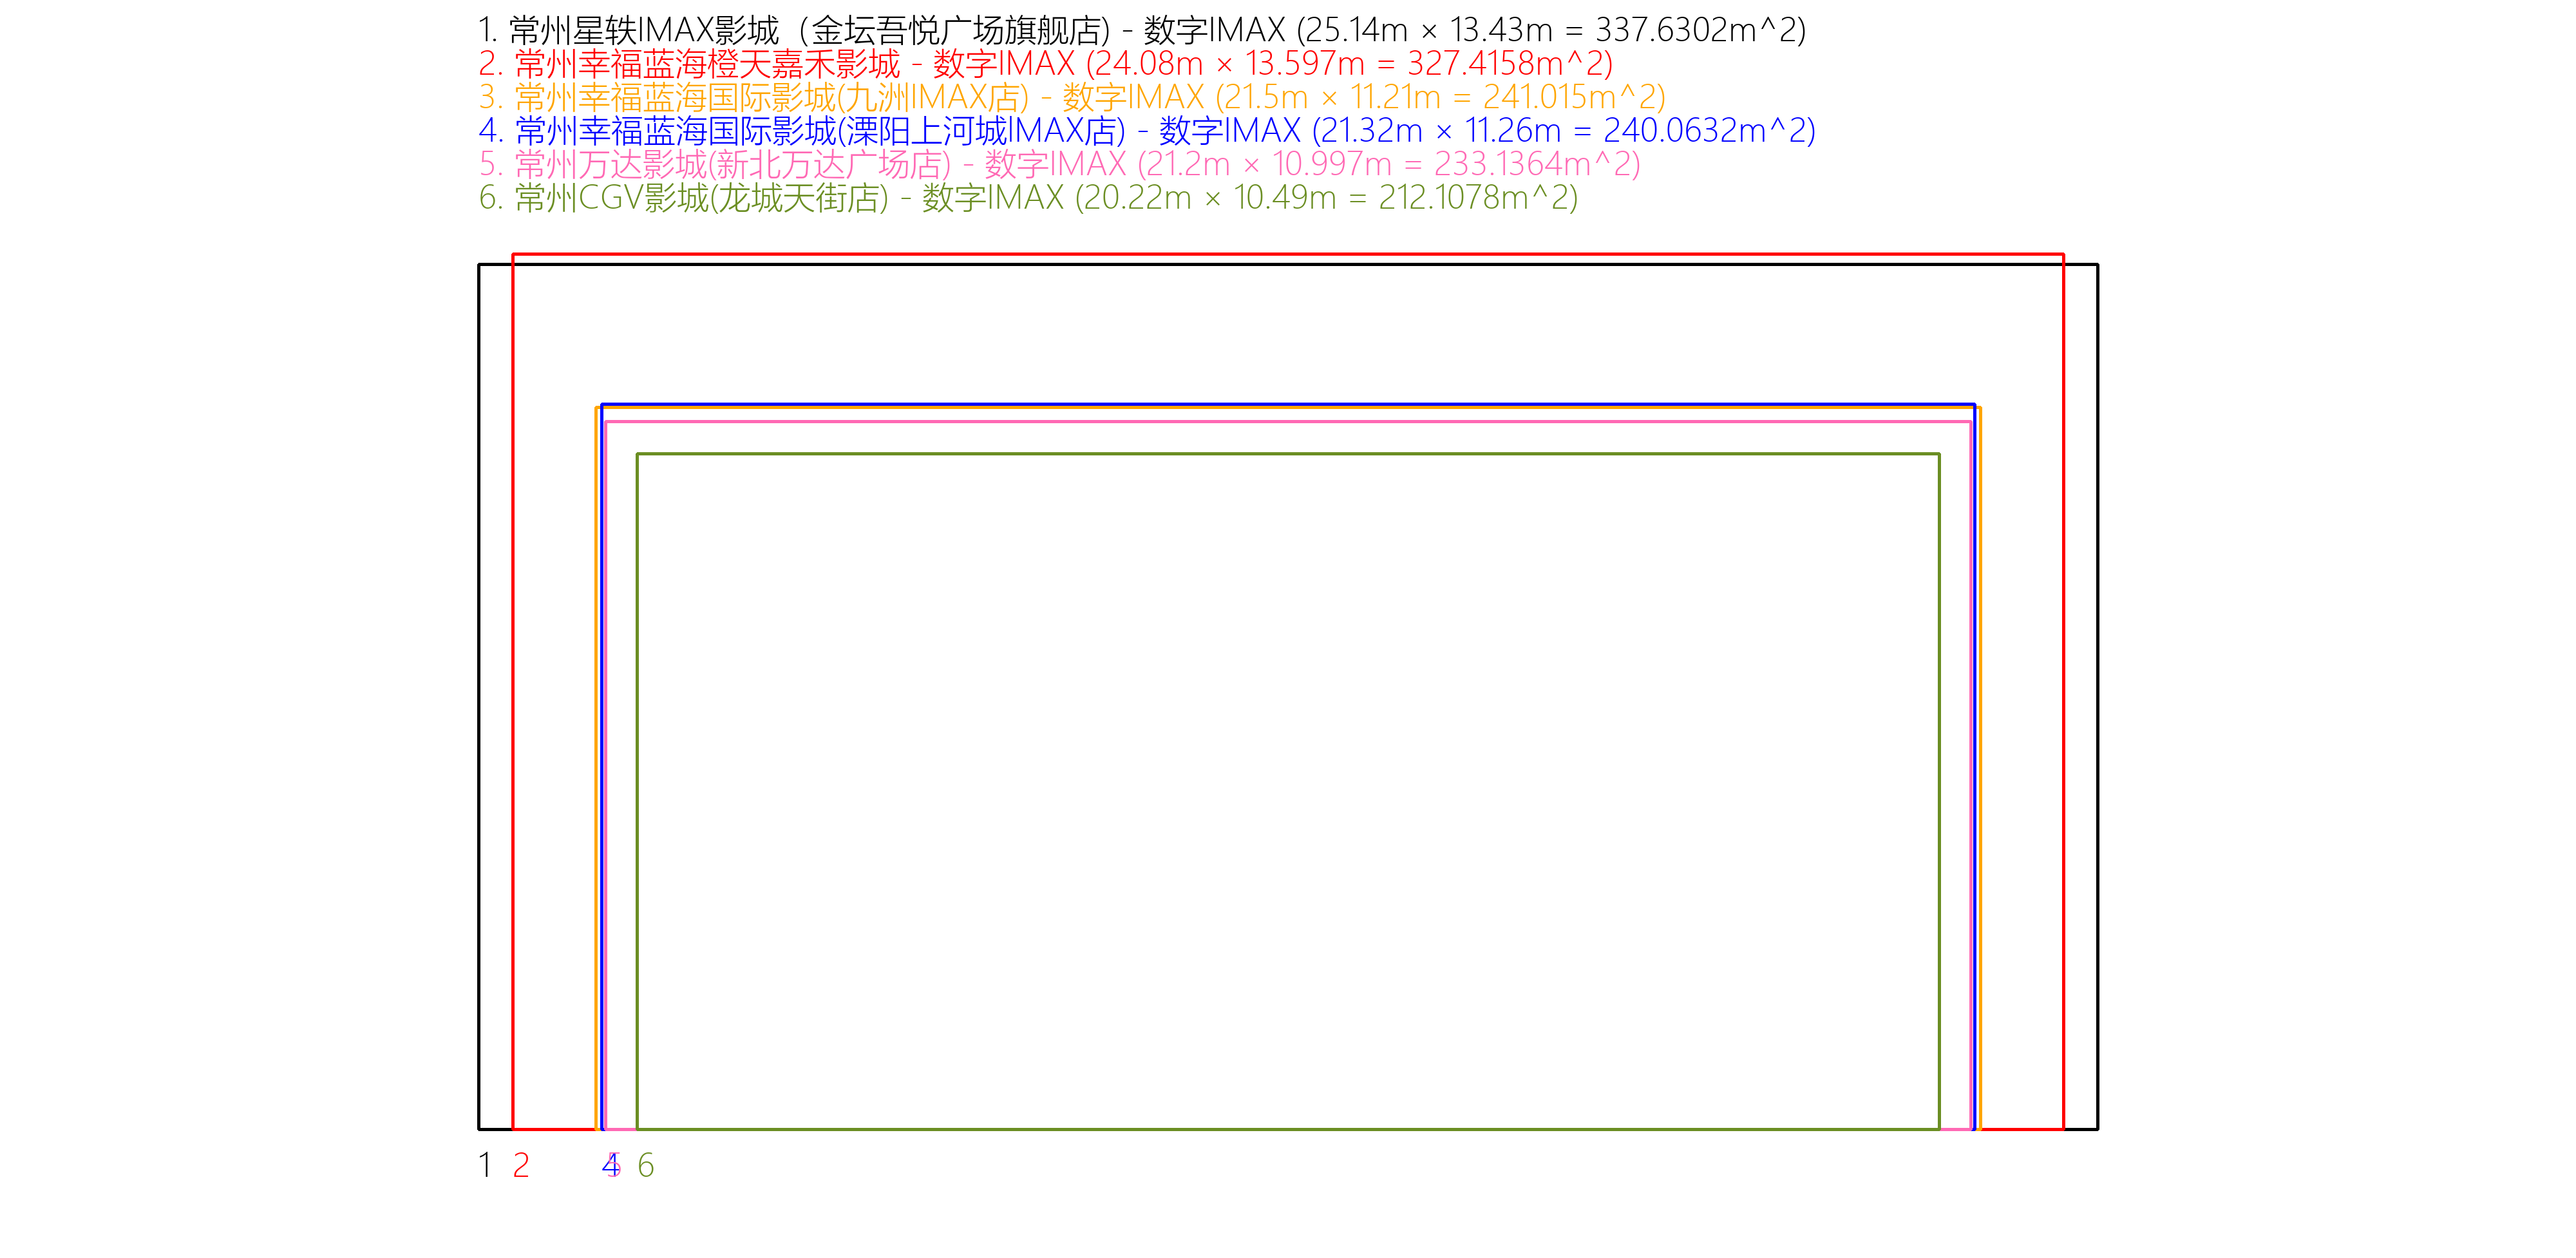 1. 常州星轶IMAX影城（金坛吾悦广场旗舰店) - 数字IMAX (25.14m × 13.43m = 337.6302m^2)
2. 常州幸福蓝海橙天嘉禾影城 - 数字IMAX (24.08m × 13.597m = 327.4158m^2)
3. 常州幸福蓝海国际影城(九洲IMAX店) - 数字IMAX (21.5m × 11.21m = 241.015m^2)
4. 常州幸福蓝海国际影城(溧阳上河城IMAX店) - 数字IMAX (21.32m × 11.26m = 240.0632m^2)
5. 常州万达影城(新北万达广场店) - 数字IMAX (21.2m × 10.997m = 233.1364m^2)
6. 常州CGV影城(龙城天街店) - 数字IMAX (20.22m × 10.49m = 212.1078m^2)
1 2 4 5 6